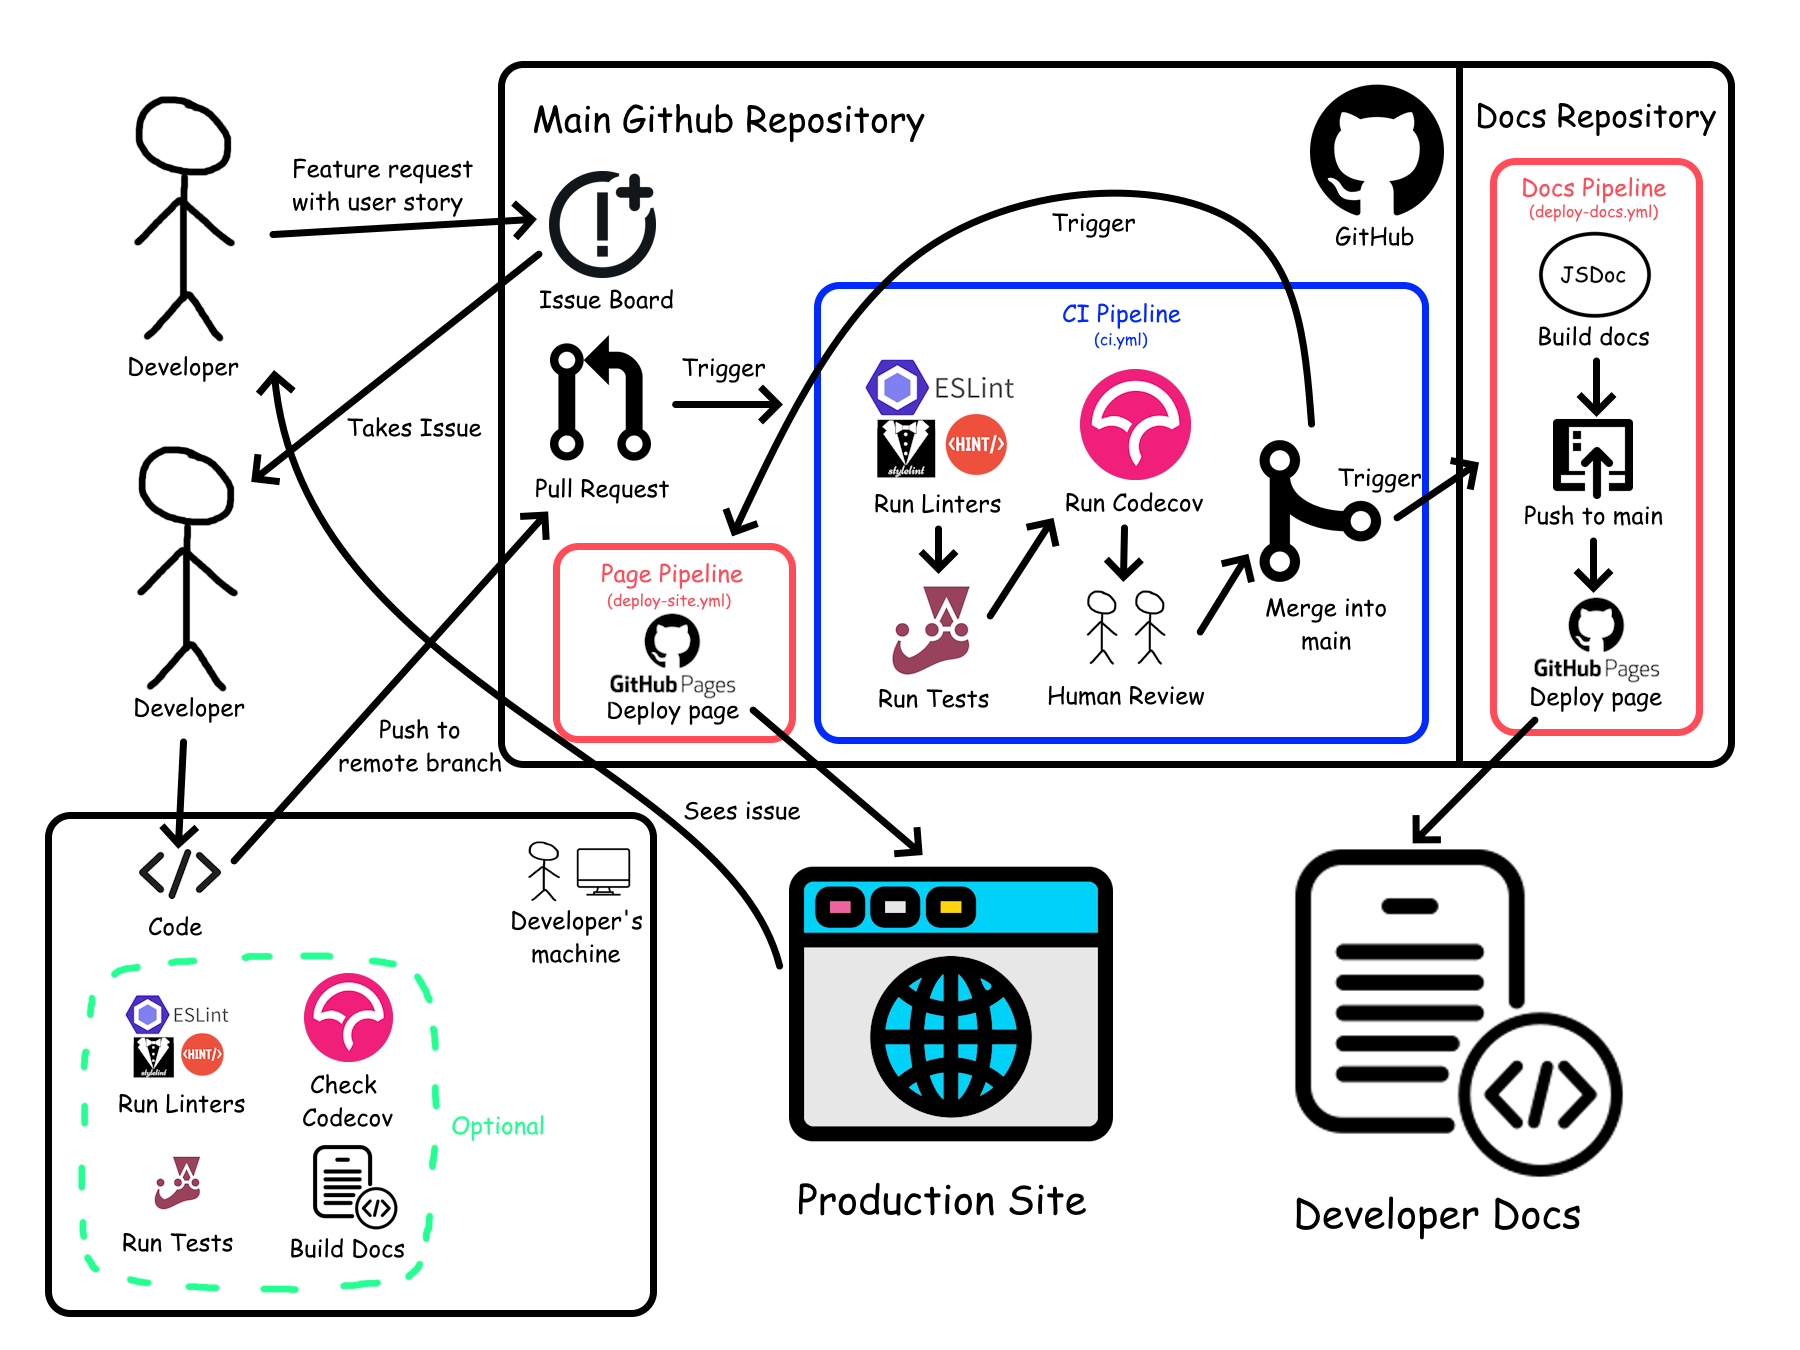 Main Github Repository
Docs Repository
Feature request
with user story
Developer
Issue Board
Takes Issue
Pull Request
Trigger
Trigger
GitHub
CI Pipeline
(ci.yml)
ESLint
stylelint
<HINT/>
Run Linters
Run Tests
Run Codecov
Human Review
Merge into
main
Trigger
Docs Pipeline
(deploy-docs.yml)
JSDoc
Build docs
Push to main
GitHub Pages
Deploy page
Page Pipeline
(deploy-site.yml)
GitHub Pages
Deploy page
Developer
Push to
remote branch
Sees issue
</>
Code
Developer's
machine
ESLint
stylelint
<HINT/>
Run Linters
Check
Codecov
Run Tests
</>
Build Docs
Optional
Production Site
</>
Developer Docs